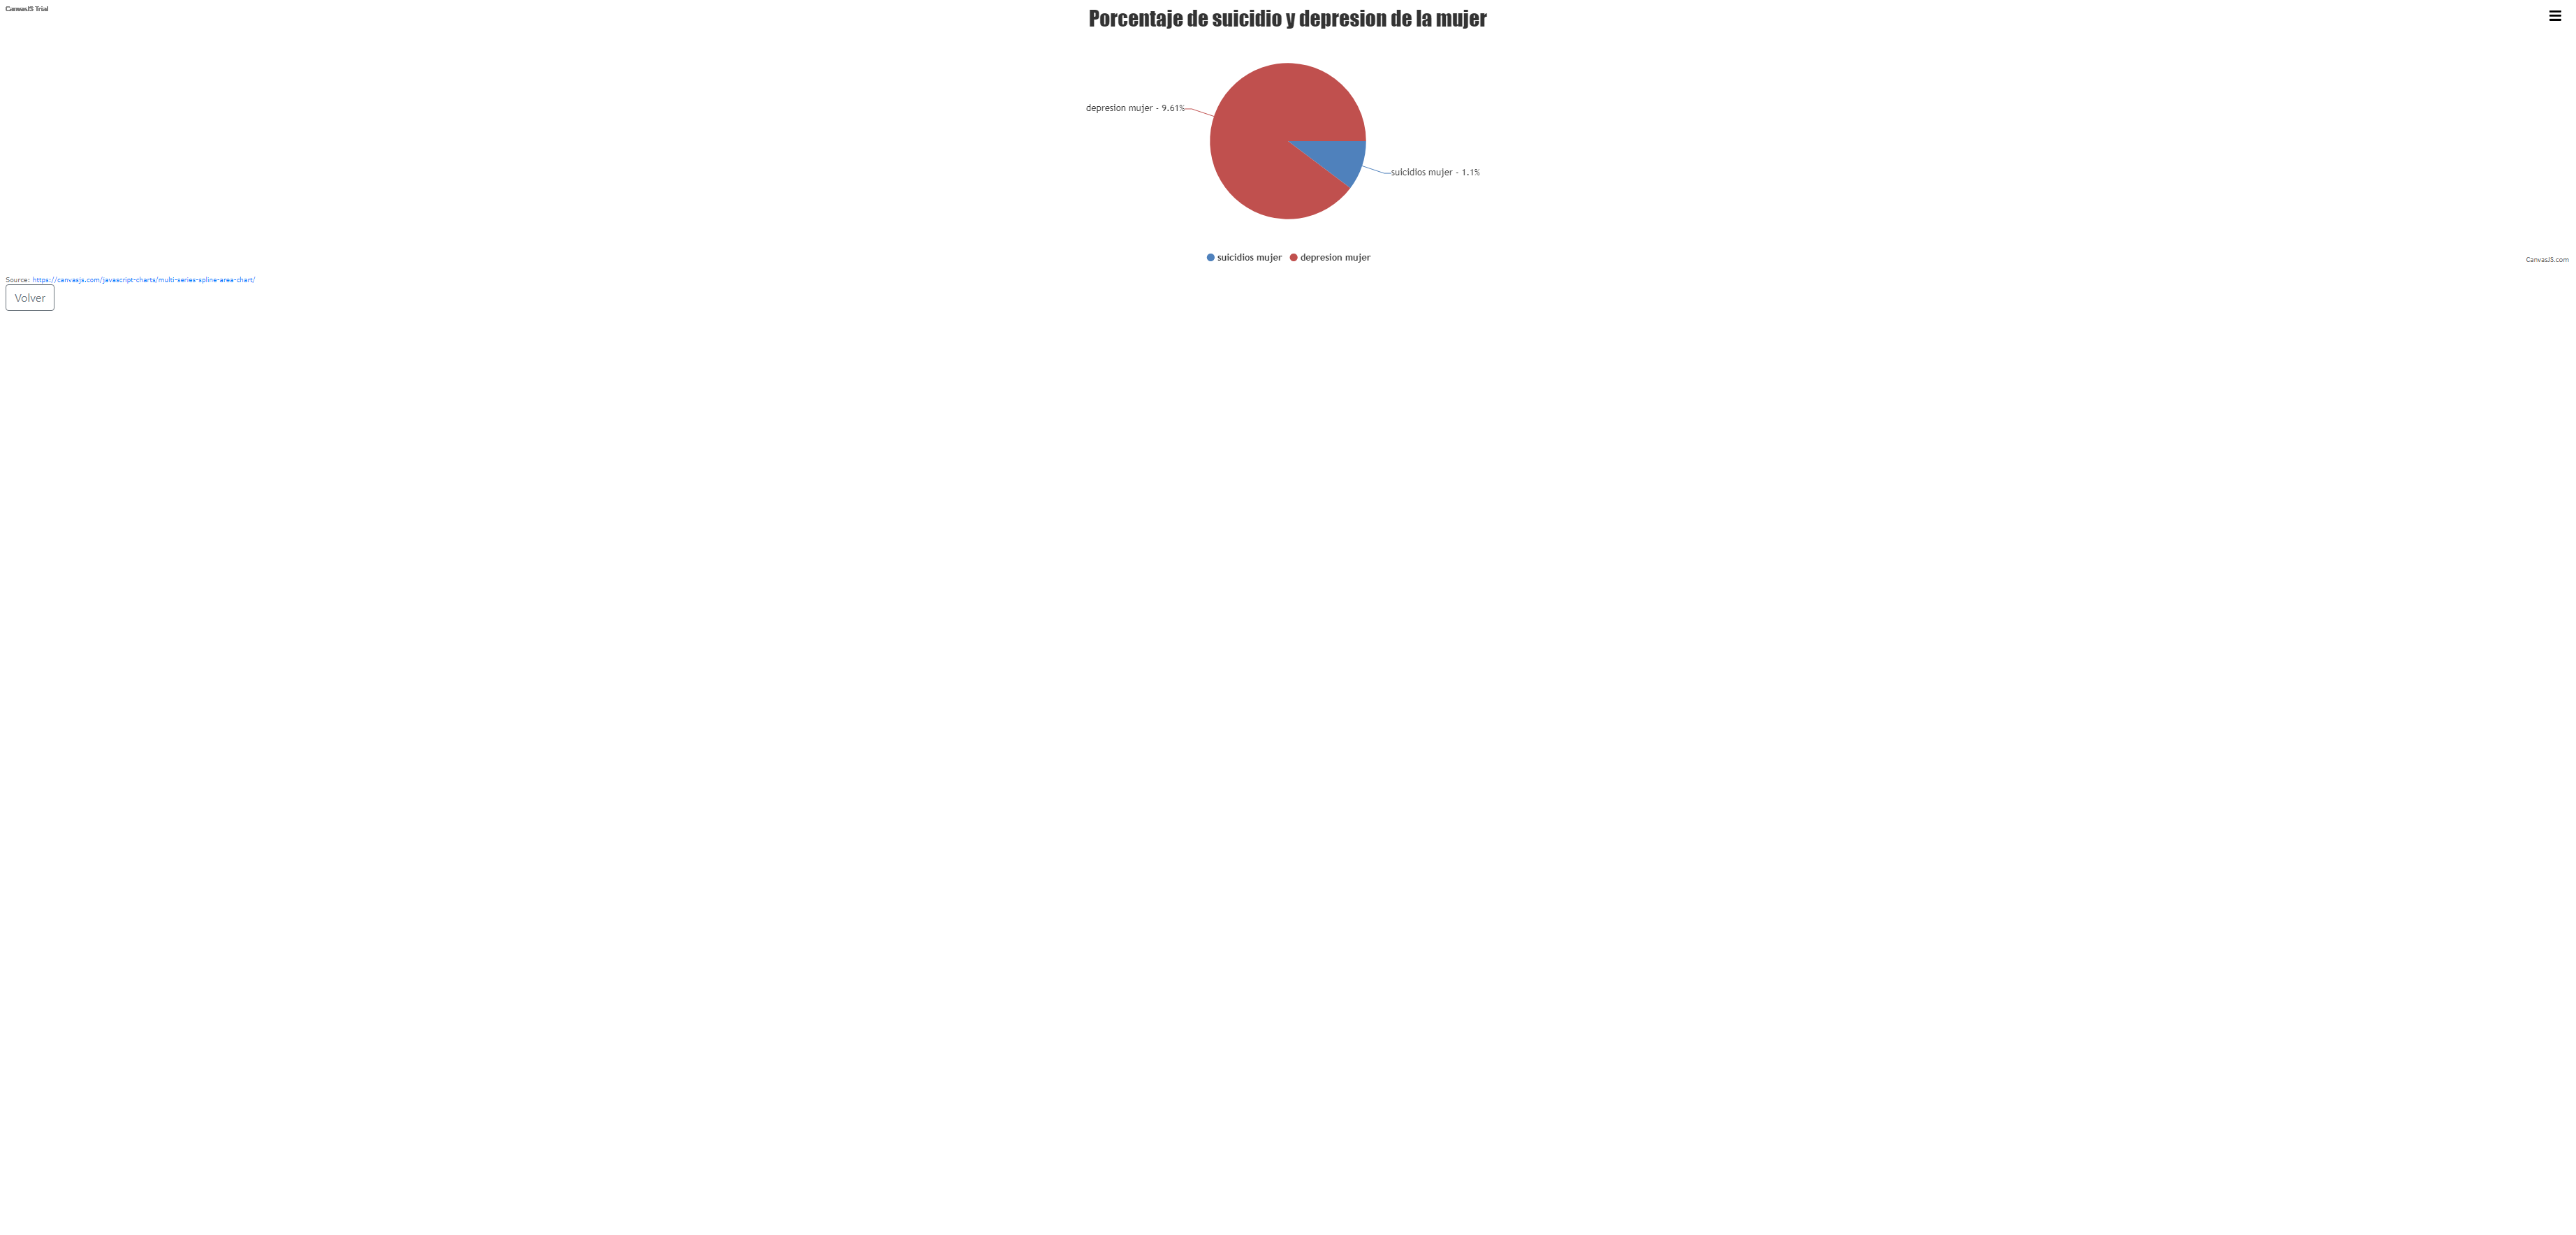 CanvasJS Trial
Porcentaje de suicidio y depresion de la mujer
depresion mujer - 9.61%
suicidios mujer - 1.1%
suicidios mujer depresion mujer
CanvasJS.com
Source: https://canvasjs.com/javascript-charts/multi-series-spline-area-chart/
Volver